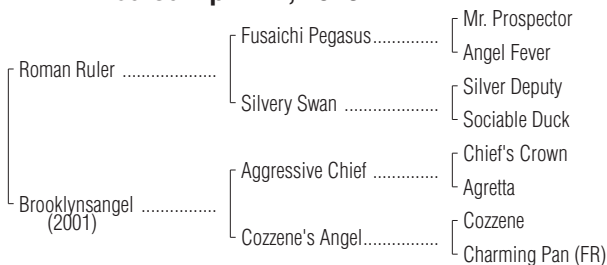 Mr. Prospector
Fusaichi Pegasus..............
Angel Fever
Roman Ruler ....................
Silver Deputy
Silvery Swan ....................
Sociable Duck
Chief's Crown
Aggressive Chief ..............
Agretta
Brooklynsangel ................
(2001)
Cozzene
Cozzene's Angel................
Charming Pan (FR)